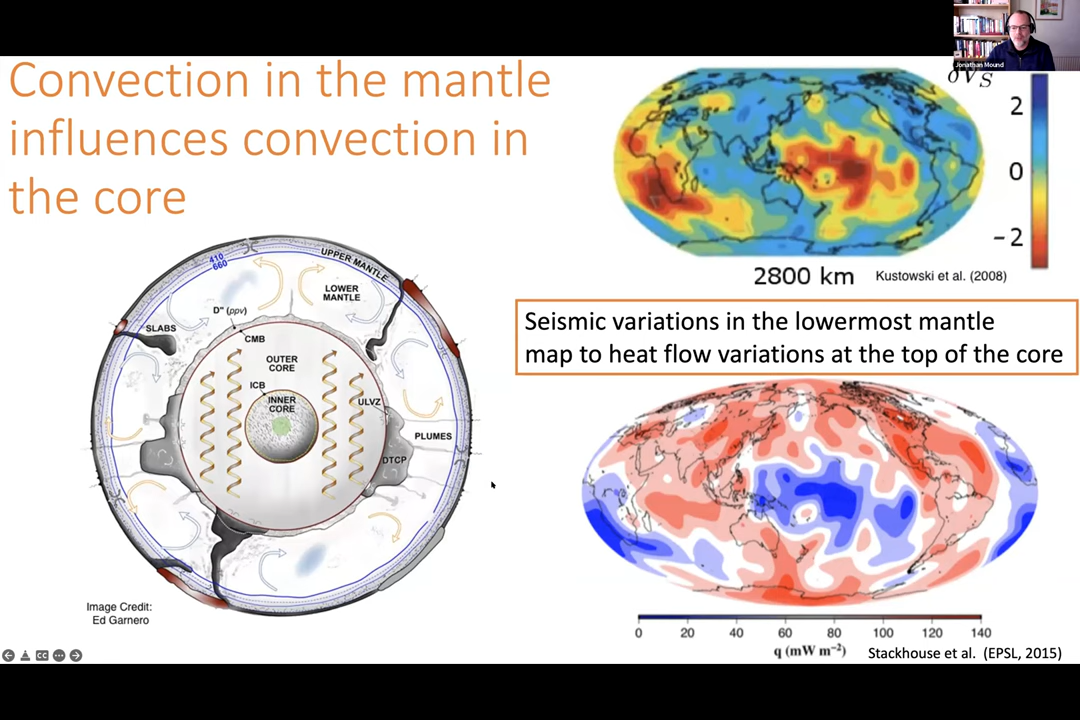 Convection in the mantle
influences convection in
the core
Jonathan Mound
δVS
2
0
−2
2800 km
Kustowski et al. (2008)
410
660
UPPER MANTLE
LOWER
MANTLE
D" (ppv)
SLABS
CMB
OUTER
CORE
ICB
INNER
CORE
ULVZ
PLUMES
DTCP
Image Credit:
Ed Garnero
Seismic variations in the lowermost mantle
map to heat flow variations at the top of the core
0 20 40 60 80 100 120 140
q (mW m⁻²)
Stackhouse et al. (EPSL, 2015)
CC